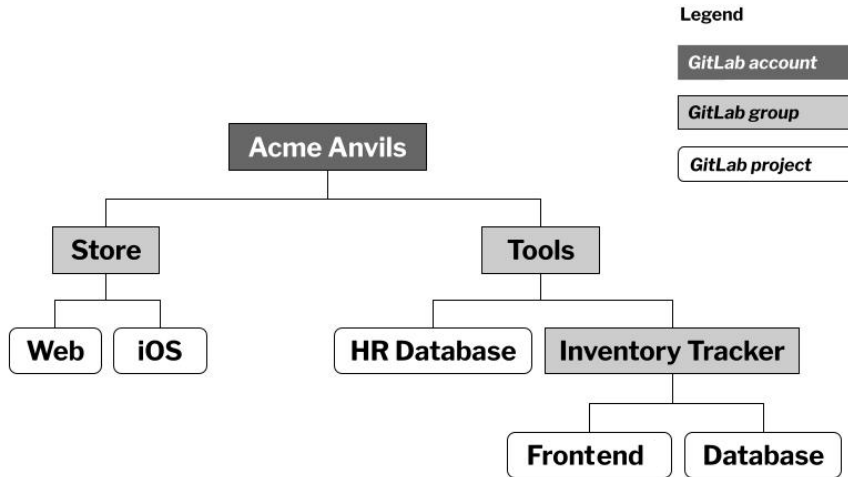 Legend
GitLab account
GitLab group
GitLab project
Acme Anvils
Store
Tools
Web
iOS
HR Database
Inventory Tracker
Frontend
Database